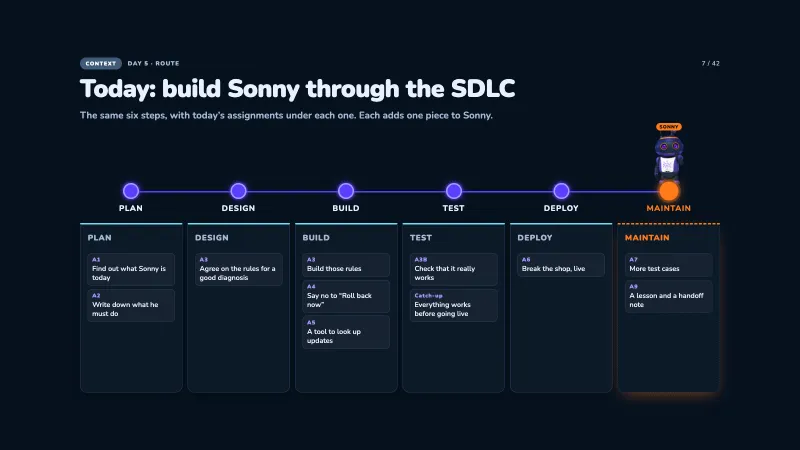 CONTEXT DAY 5 · ROUTE
7 / 42
Today: build Sonny through the SDLC
The same six steps, with today's assignments under each one. Each adds one piece to Sonny.
SONNY
PLAN
DESIGN
BUILD
TEST
DEPLOY
MAINTAIN
PLAN
A1
Find out what Sonny is
today
A2
Write down what he
must do
DESIGN
A3
Agree on the rules for a
good diagnosis
BUILD
A3
Build those rules
A4
Say no to "Roll back
now"
A5
A tool to look up
updates
TEST
A3B
Check that it really
works
Catch-up
Everything works
before going live
DEPLOY
A6
Break the shop, live
MAINTAIN
A7
More test cases
A9
A lesson and a handoff
note